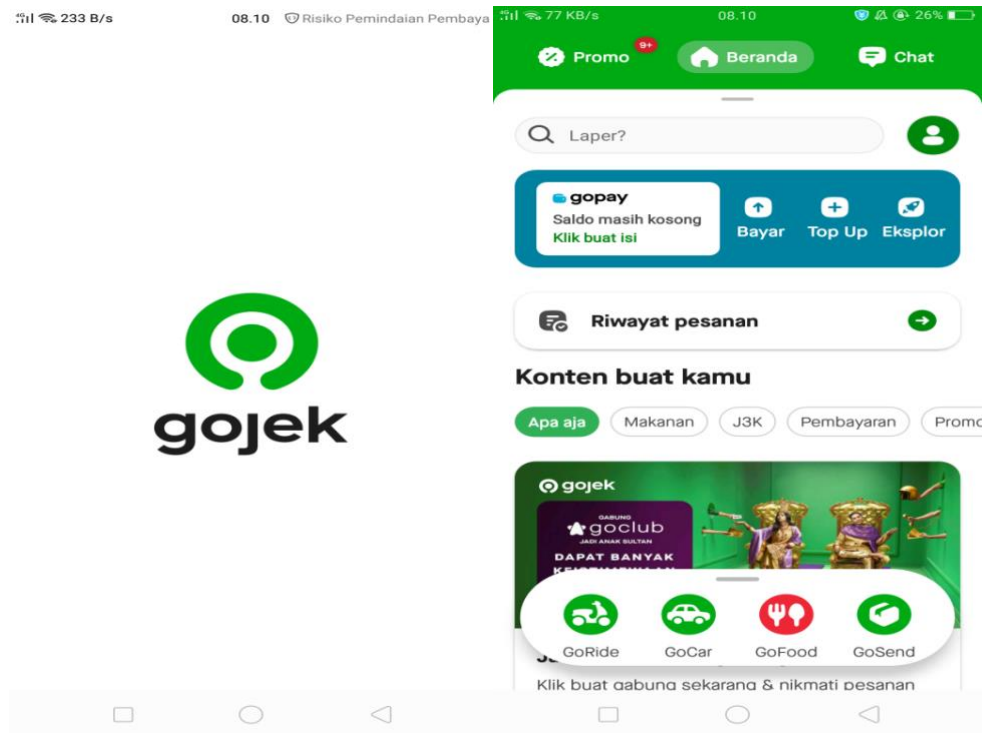 233 B/s 08.10 Risiko Pemindaian Pembaya
gojek
77 KB/s 08.10 26%
Promo 9+ Beranda Chat
Laper?
gopay
Saldo masih kosong
Klik buat isi
Bayar Top Up Eksplor
Riwayat pesanan
Konten buat kamu
Apa aja Makanan J3K Pembayaran Promo
gojek
GABUNG
goclub
JADI ANAK SULTAN
DAPAT BANYAK
GoRide GoCar GoFood GoSend
Klik buat gabung sekarang & nikmati pesanan